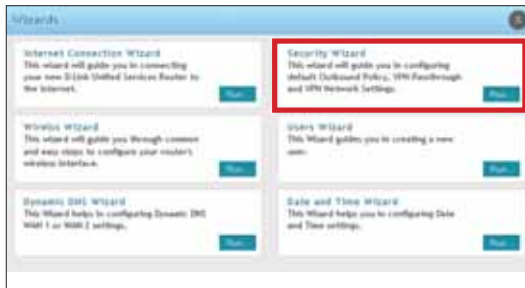 Wizards
Internet Connection Wizard
This wizard will guide you in connecting
your new D-Link Unified Services Router to
the Internet.
Run...
Security Wizard
This wizard will guide you in configuring
default Outbound Policy, VPN Passthrough
and VPN Network Settings.
Run...
Wireless Wizard
This wizard will guide you through common
and easy steps to configure your router's
wireless interface.
Run...
Users Wizard
This Wizard guides you in creating a new
user.
Run...
Dynamic DNS Wizard
This Wizard helps in configuring Dynamic DNS
WAN 1 or WAN 2 settings.
Run...
Date and Time Wizard
This Wizard helps you in configuring Date
and Time settings.
Run...